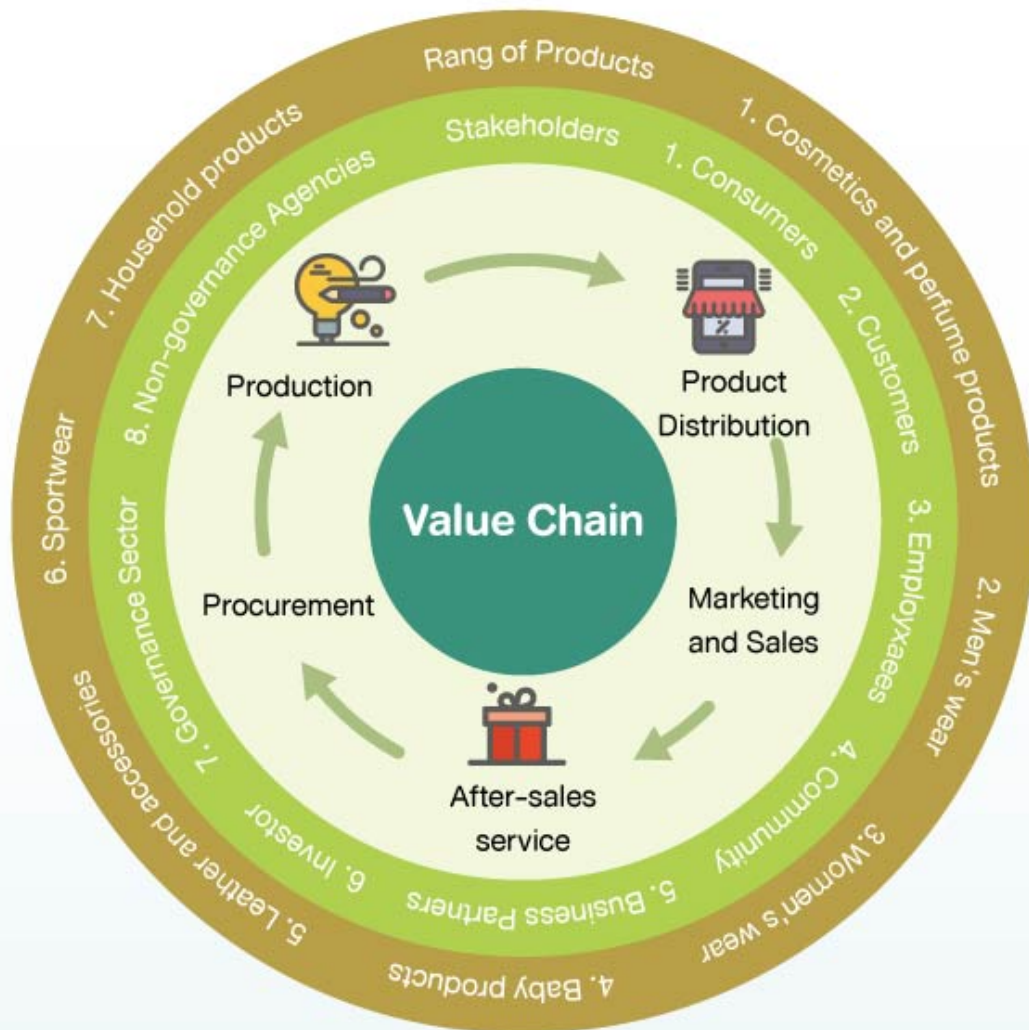 Rang of Products
1. Cosmetics and perfume products
2. Men's wear
3.Women's wear
4. Baby products
5. Leather and accessories
6. Sportwear
7. Household products
Stakeholders
1. Consumers
2. Customers
3. Employxaees
4. Community
5. Business Partners
6. Investor
7. Governance Sector
8. Non-governance Agencies
Production
Product
Distribution
Marketing
and Sales
After-sales
service
Procurement
Value Chain